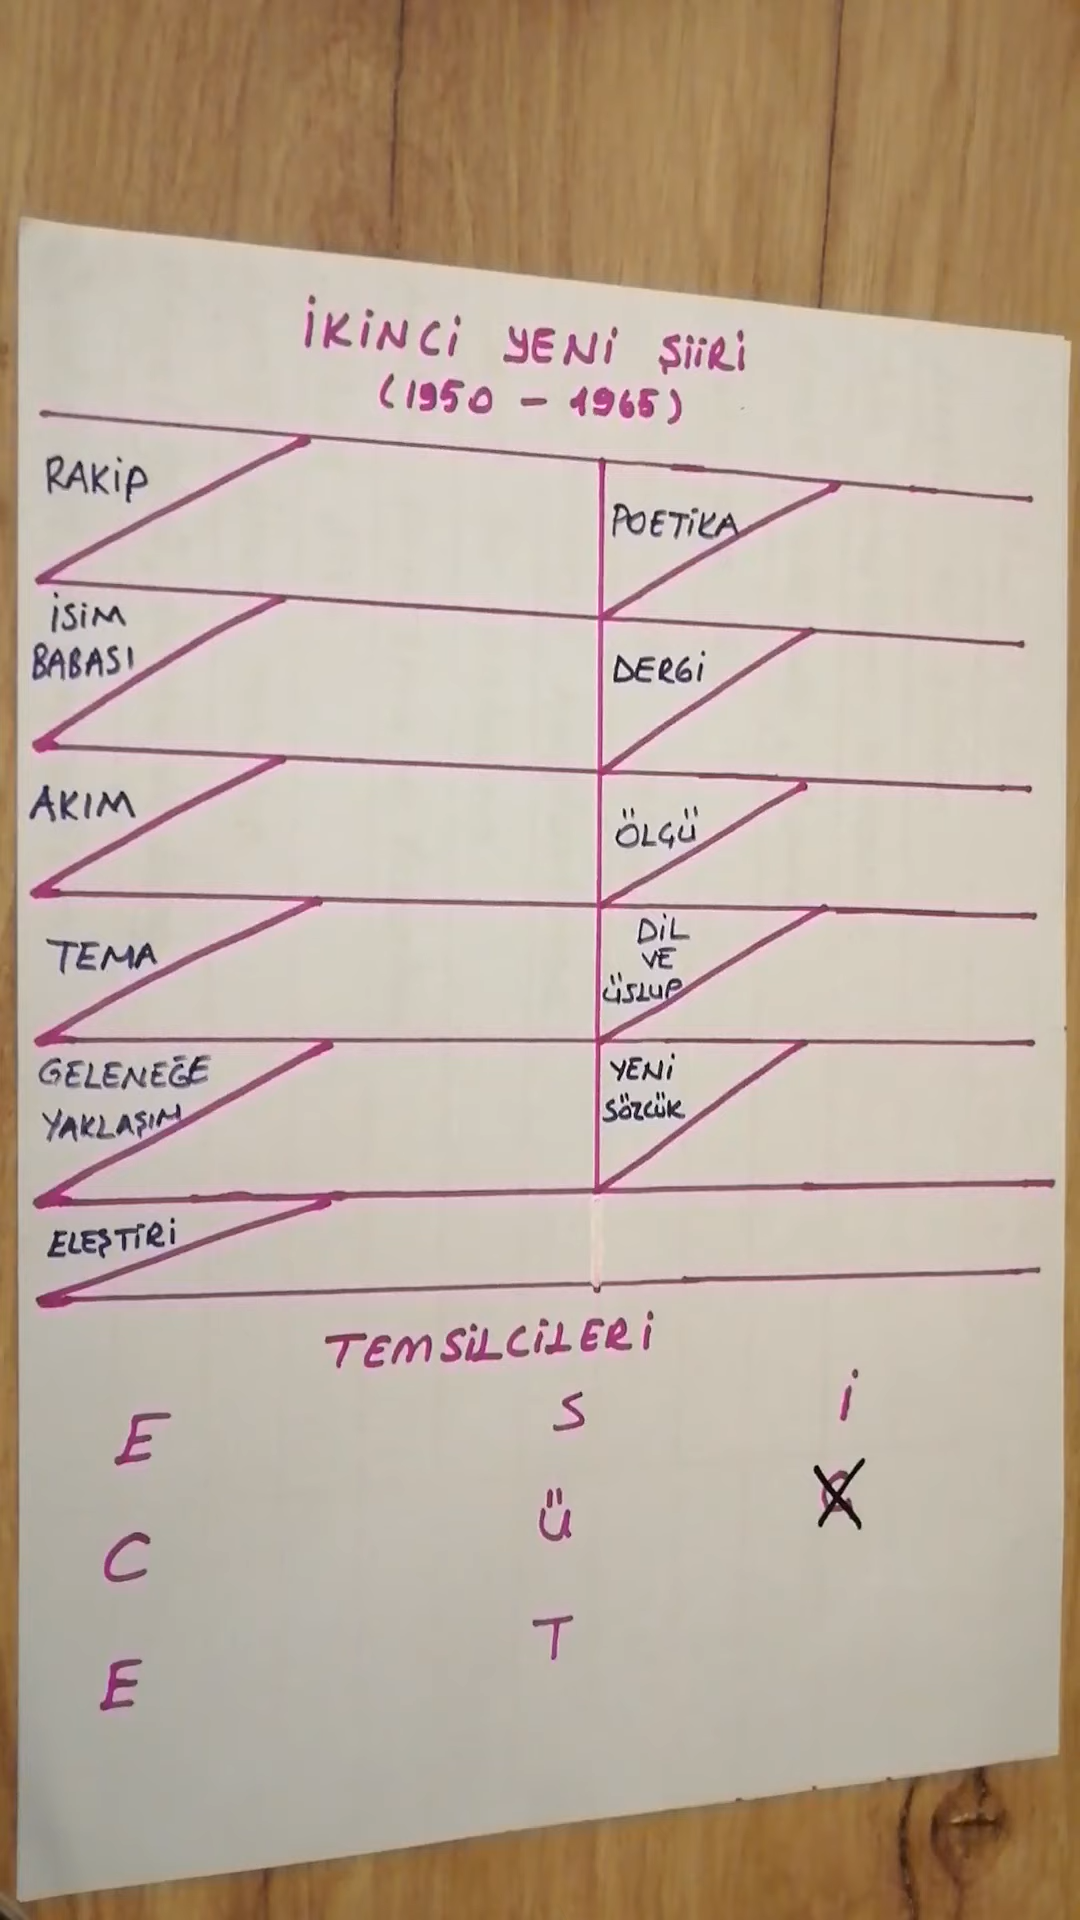 İKİNCİ YENİ ŞİİRİ
(1950 - 1965)
RAKİP
POETİKA
İSİM
BABASI
DERGİ
AKIM
ÖLÇÜ
TEMA
DİL
VE
ÜSLUP
GELENEĞE
YAKLAŞIM
YENİ
SÖZCÜK
ELEŞTİRİ
TEMSİLCİLERİ
E
S
İ
C
Ü
E
T